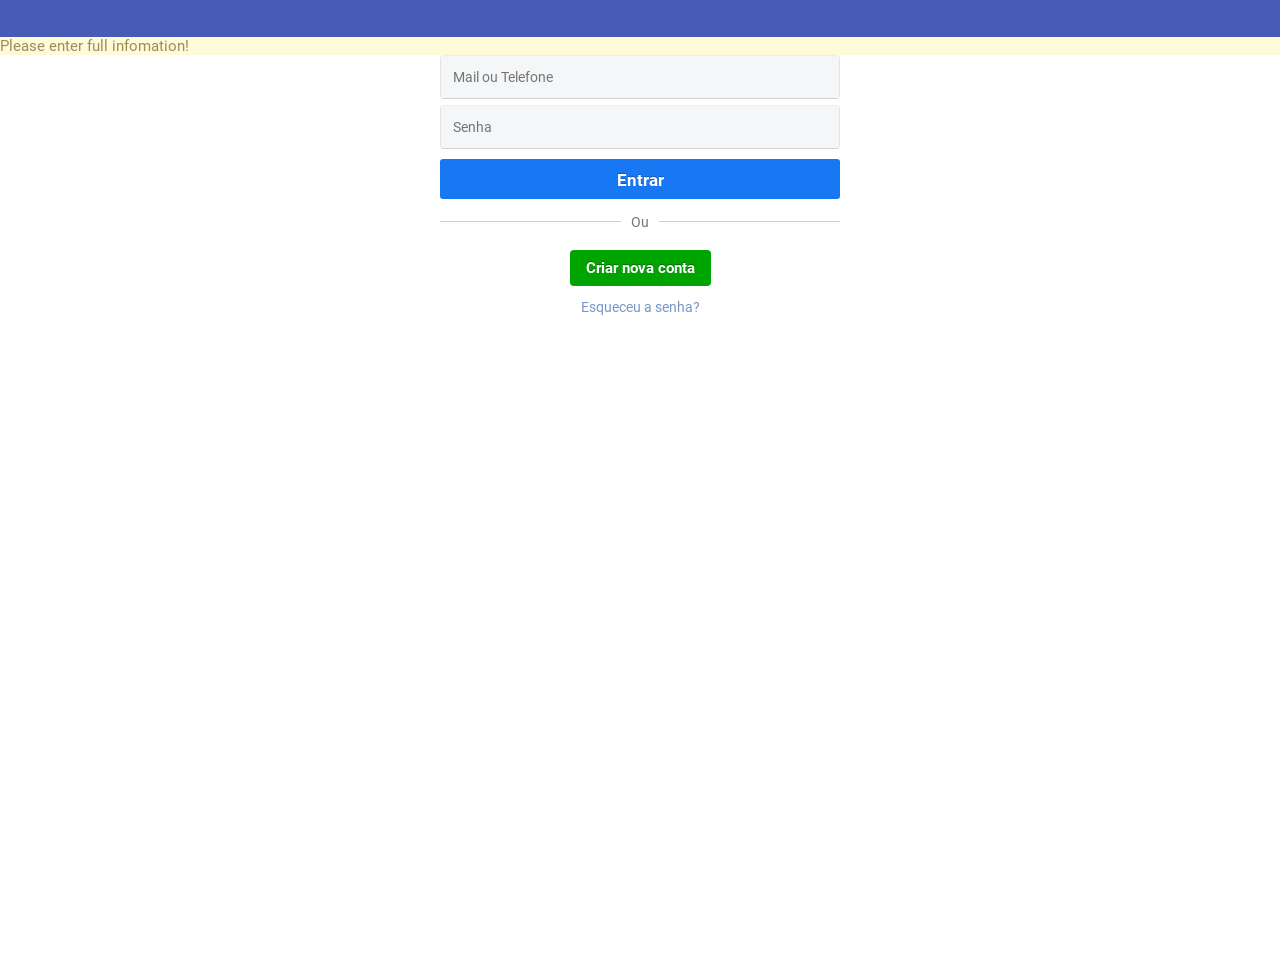 Please enter full infomation!
Mail ou Telefone
Senha
Entrar
Ou
Criar nova conta
Esqueceu a senha?